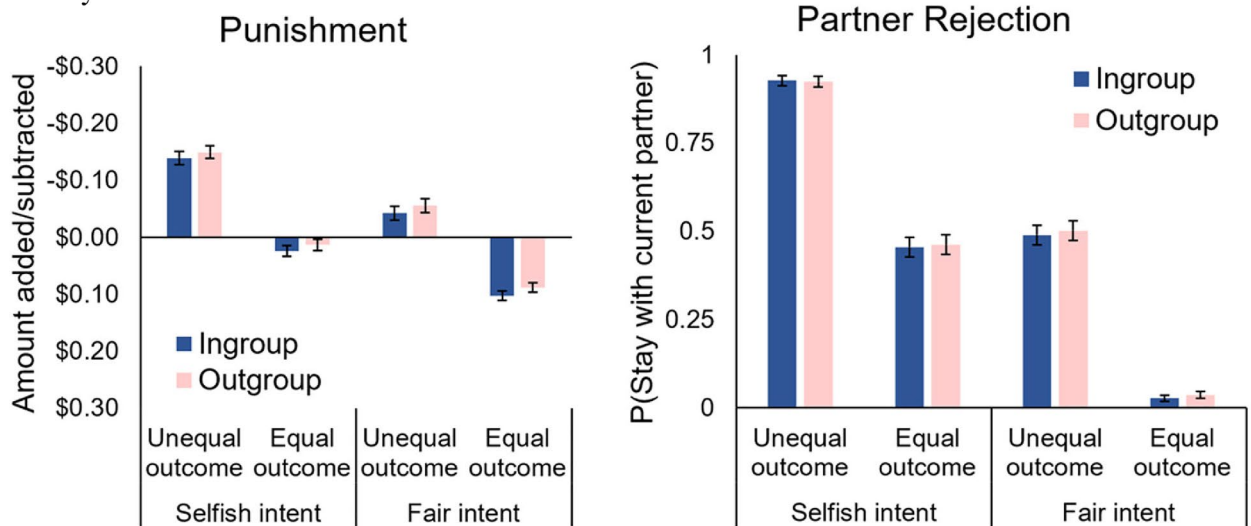 Punishment
-$0.30
-$0.20
-$0.10
$0.00
$0.10
$0.20
$0.30
Amount added/subtracted
Ingroup
Outgroup
Unequal outcome
Equal outcome
Unequal outcome
Equal outcome
Selfish intent
Fair intent
Partner Rejection
1
0.75
0.5
0.25
0
P(Stay with current partner)
Ingroup
Outgroup
Unequal outcome
Equal outcome
Unequal outcome
Equal outcome
Selfish intent
Fair intent